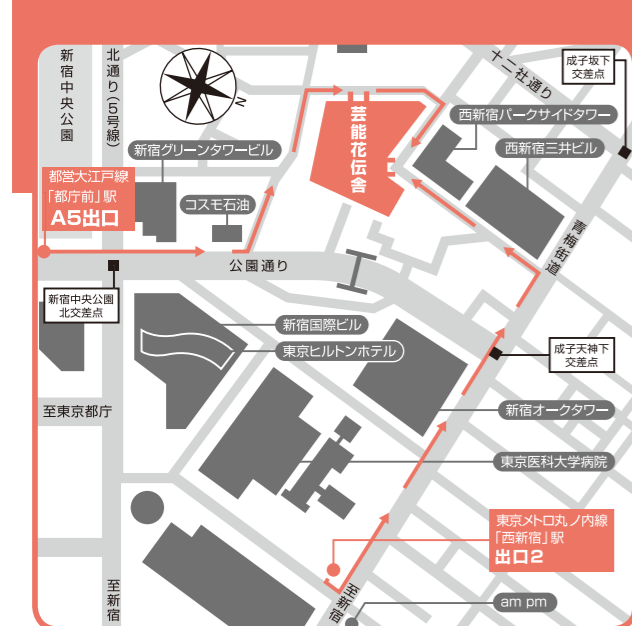 新宿中央公園
北通り(5号線)
十二社通り
成子坂下
交差点
N
芸能花伝舎
西新宿パークサイドタワー
西新宿三井ビル
新宿グリーンタワービル
都営大江戸線
「都庁前」駅
A5出口
コスモ石油
青梅街道
公園通り
新宿中央公園
北交差点
新宿国際ビル
東京ヒルトンホテル
成子天神下
交差点
至東京都庁
新宿オークタワー
東京医科大学病院
東京メトロ丸ノ内線
「西新宿」駅
出口2
至新宿
至新宿
am pm